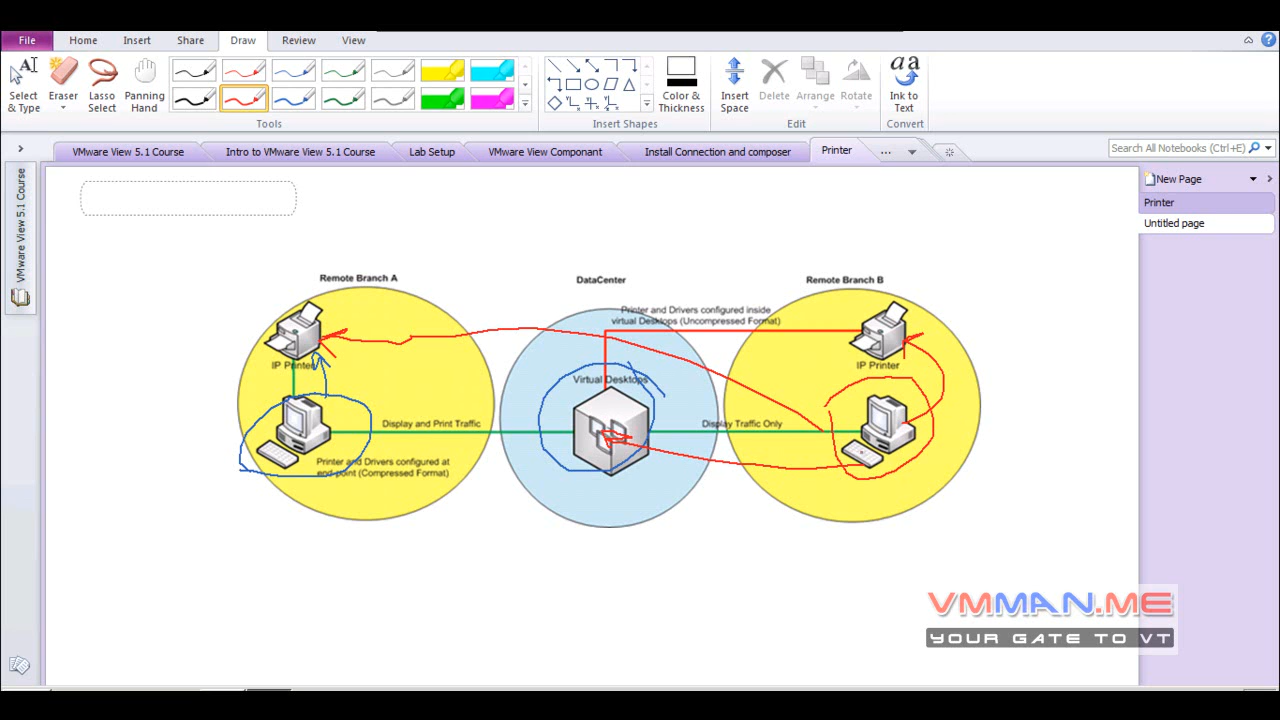 File Home Insert Share Draw Review View
Select & Type
Eraser
Lasso Select
Panning Hand
Color & Thickness
Insert Space
Delete
Arrange
Rotate
Ink to Text
Tools
Insert Shapes
Edit
Convert
VMware View 5.1 Course
Intro to VMware View 5.1 Course
Lab Setup
VMware View Componant
Install Connection and composer
Printer
...
Search All Notebooks (Ctrl+E)
VMware View 5.1 Course
New Page
Printer
Untitled page
Remote Branch A
DataCenter
Remote Branch B
Printer and Drivers configured inside
virtual Desktops (Uncompressed Format)
IP Printer
IP Printer
Virtual Desktops
Display and Print Traffic
Display Traffic Only
Printer and Drivers configured at
end-point (Compressed Format)
VMMAN.ME
YOUR GATE TO VT